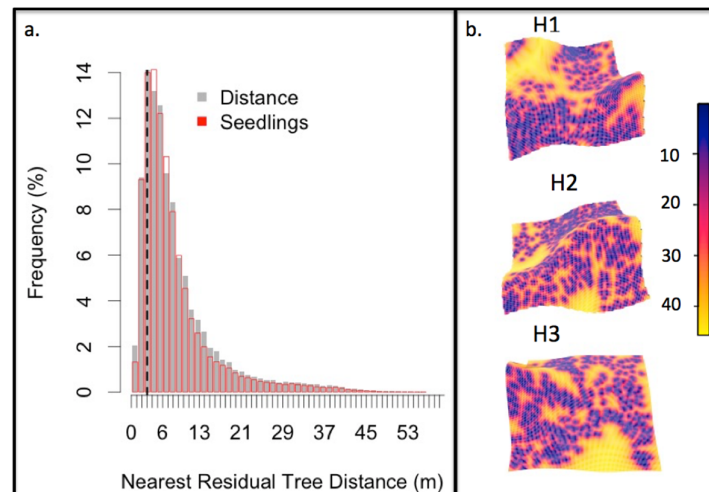 a.
14
12
10
8
6
4
2
0
Frequency (%)
Distance
Seedlings
0 6 13 21 29 37 45 53
Nearest Residual Tree Distance (m)
b.
H1
H2
H3
10
20
30
40